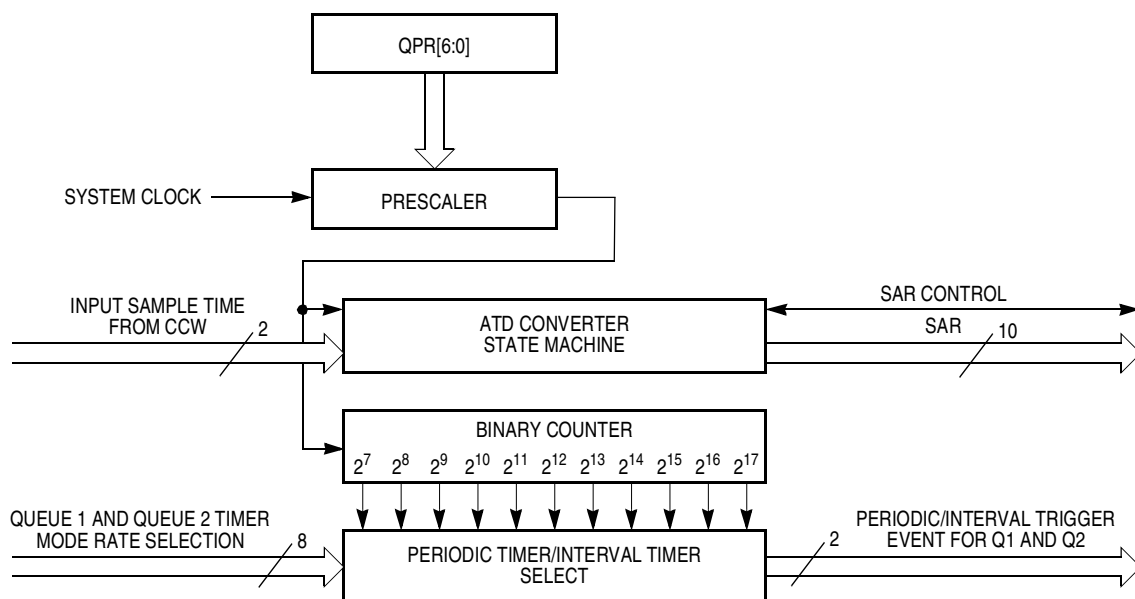 QPR[6:0]
SYSTEM CLOCK
PRESCALER
INPUT SAMPLE TIME
FROM CCW
2
ATD CONVERTER
STATE MACHINE
SAR CONTROL
SAR
10
BINARY COUNTER
2^7 2^8 2^9 2^10 2^11 2^12 2^13 2^14 2^15 2^16 2^17
QUEUE 1 AND QUEUE 2 TIMER
MODE RATE SELECTION
8
PERIODIC TIMER/INTERVAL TIMER
SELECT
2
PERIODIC/INTERVAL TRIGGER
EVENT FOR Q1 AND Q2